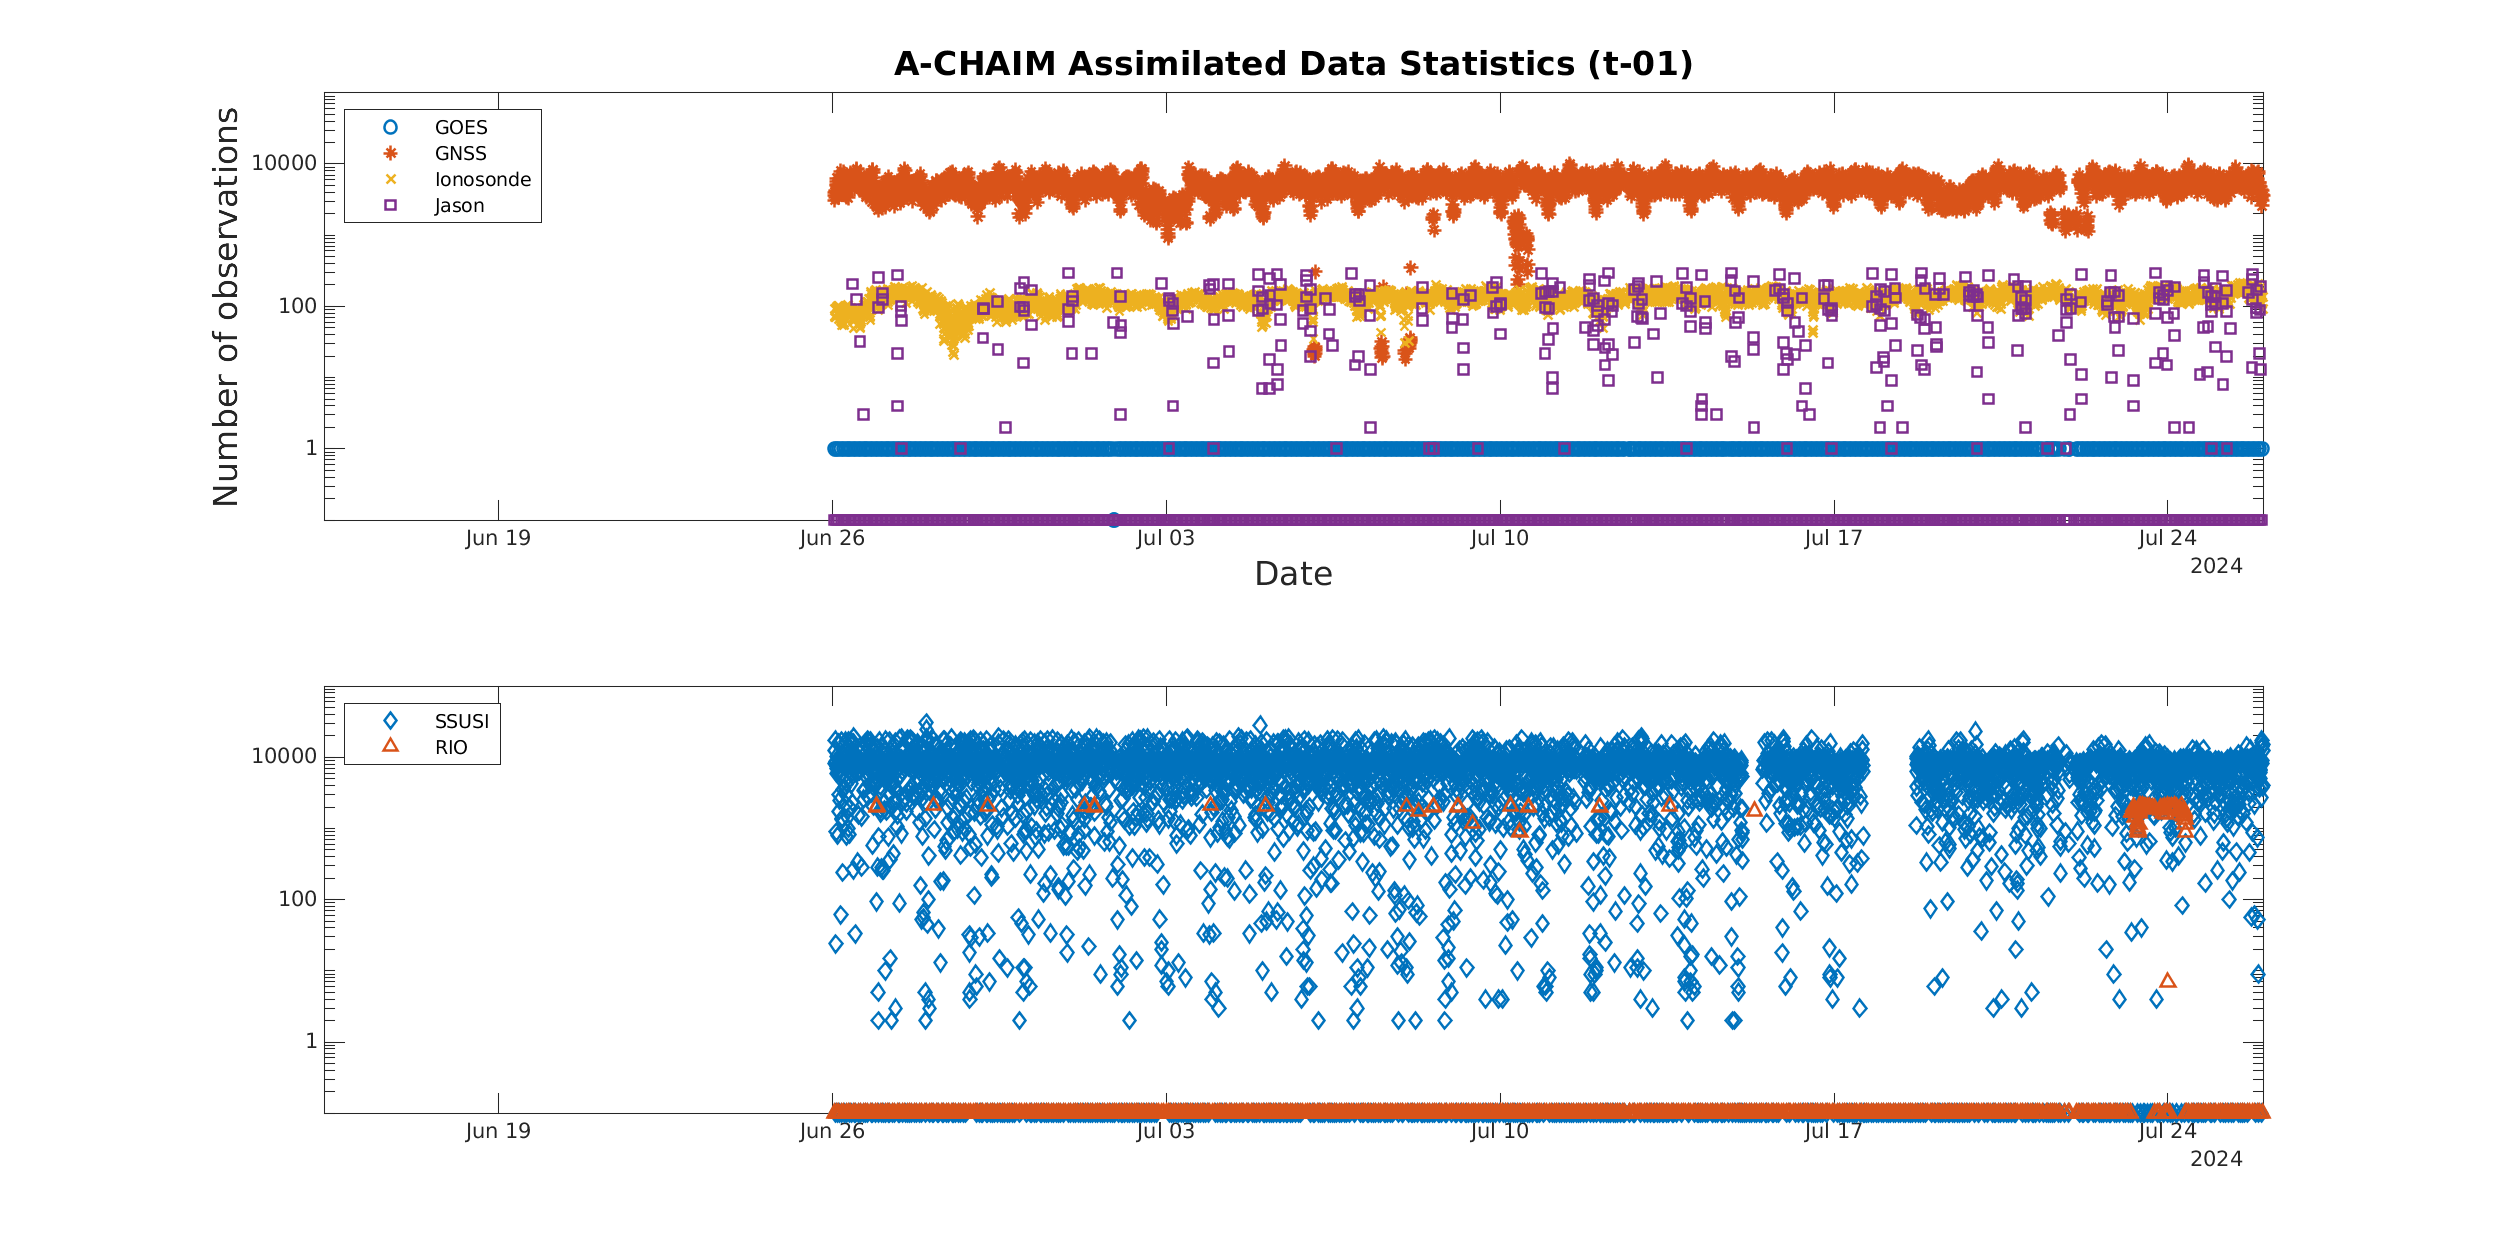 A-CHAIM Assimilated Data Statistics (t-01)
Number of observations
10000
100
1
GOES
GNSS
Ionosonde
Jason
Jun 19
Jun 26
Jul 03
Jul 10
Jul 17
Jul 24
2024
Date
10000
100
1
SSUSI
RIO
Jun 19
Jun 26
Jul 03
Jul 10
Jul 17
Jul 24
2024